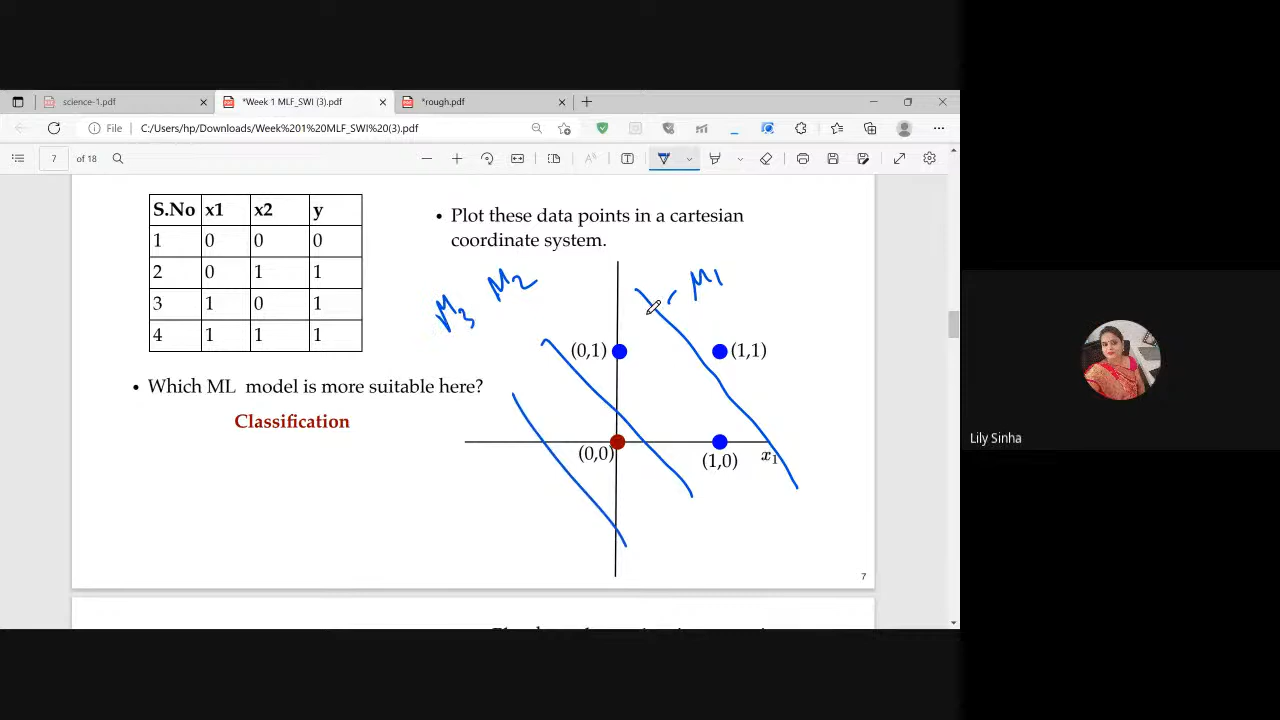 science-1.pdf
*Week 1 MLF_SWI (3).pdf
*rough.pdf
File
C:/Users/hp/Downloads/Week%201%20MLF_SWI%20(3).pdf
7
of 18
S.No x1 x2 y
1 0 0 0
2 0 1 1
3 1 0 1
4 1 1 1
• Which ML model is more suitable here?
Classification
• Plot these data points in a cartesian
coordinate system.
M3 M2 M1
(0,1)
(1,1)
(0,0)
(1,0)
x1
7
Lily Sinha